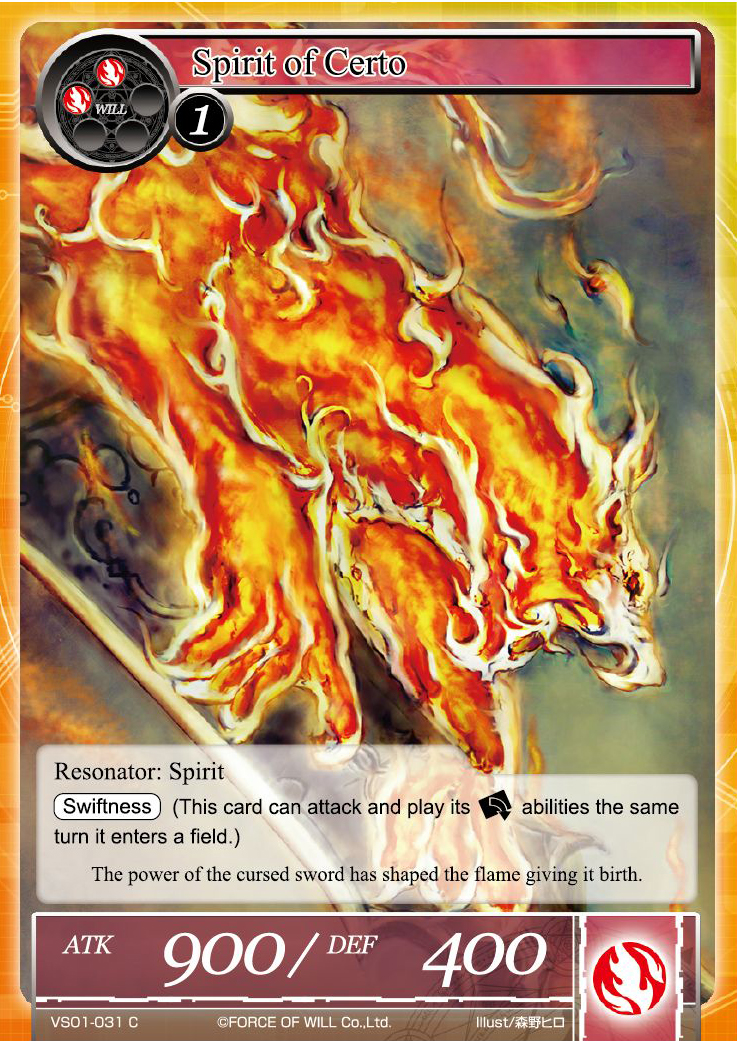 Spirit of Certo
WILL
1
Resonator: Spirit
Swiftness (This card can attack and play its abilities the same
turn it enters a field.)
The power of the cursed sword has shaped the flame giving it birth.
ATK 900/ DEF 400
VS01-031 C ©FORCE OF WILL Co.,Ltd. Illust/森野ヒロ